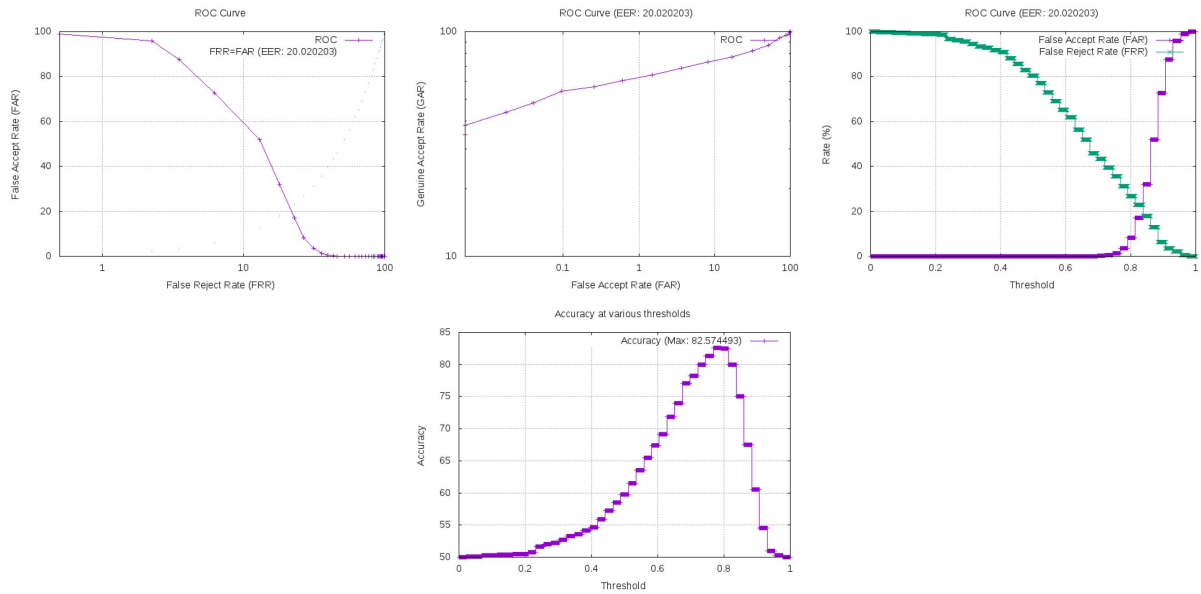 ROC Curve
ROC
FRR=FAR (EER: 20.020203)
100
80
60
40
20
0
1
10
100
False Accept Rate (FAR)
False Reject Rate (FRR)
ROC Curve (EER: 20.020203)
ROC
100
10
0.1
1
10
100
Genuine Accept Rate (GAR)
False Accept Rate (FAR)
ROC Curve (EER: 20.020203)
False Accept Rate (FAR)
False Reject Rate (FRR)
100
80
60
40
20
0
0
0.2
0.4
0.6
0.8
1
Rate (%)
Threshold
Accuracy at various thresholds
Accuracy (Max: 82.574493)
85
80
75
70
65
60
55
50
0
0.2
0.4
0.6
0.8
1
Accuracy
Threshold